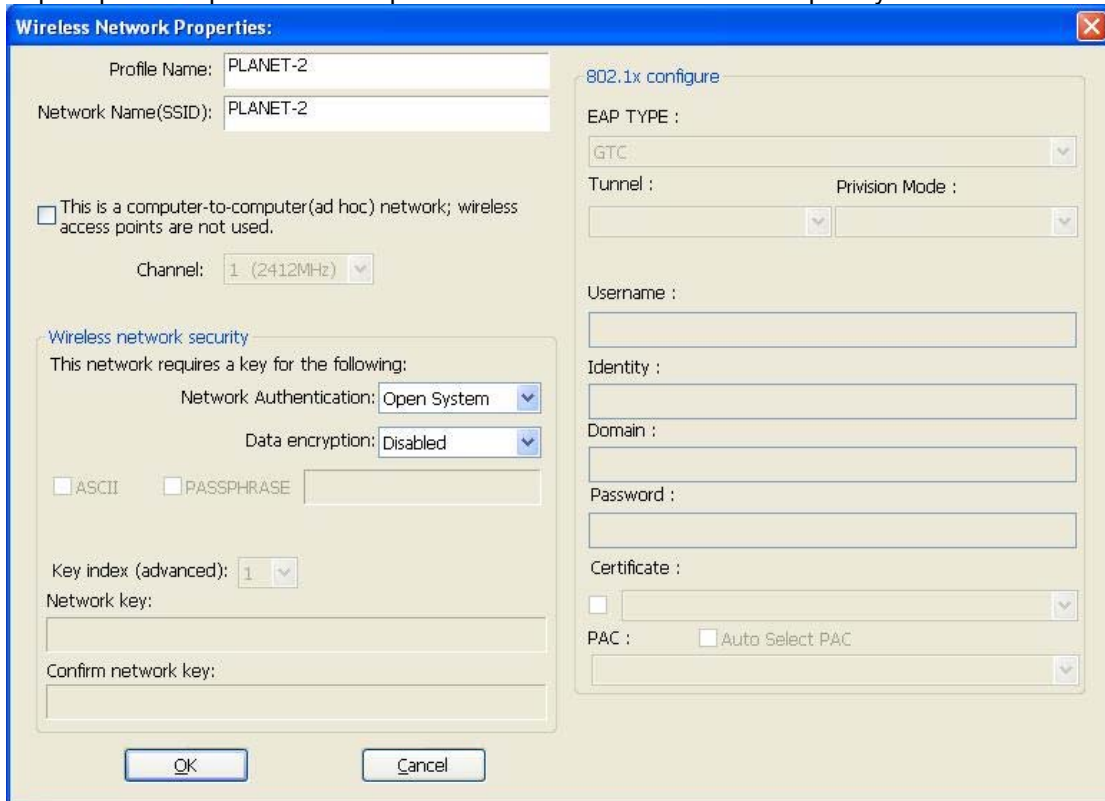 Wireless Network Properties:
Profile Name: PLANET-2
Network Name(SSID): PLANET-2
This is a computer-to-computer(ad hoc) network; wireless
access points are not used.
Channel: 1 (2412MHz)
Wireless network security
This network requires a key for the following:
Network Authentication: Open System
Data encryption: Disabled
ASCII PASSPHRASE
Key index (advanced): 1
Network key:
Confirm network key:
OK Cancel
802.1x configure
EAP TYPE :
GTC
Tunnel : Privision Mode :
Username :
Identity :
Domain :
Password :
Certificate :
PAC : Auto Select PAC